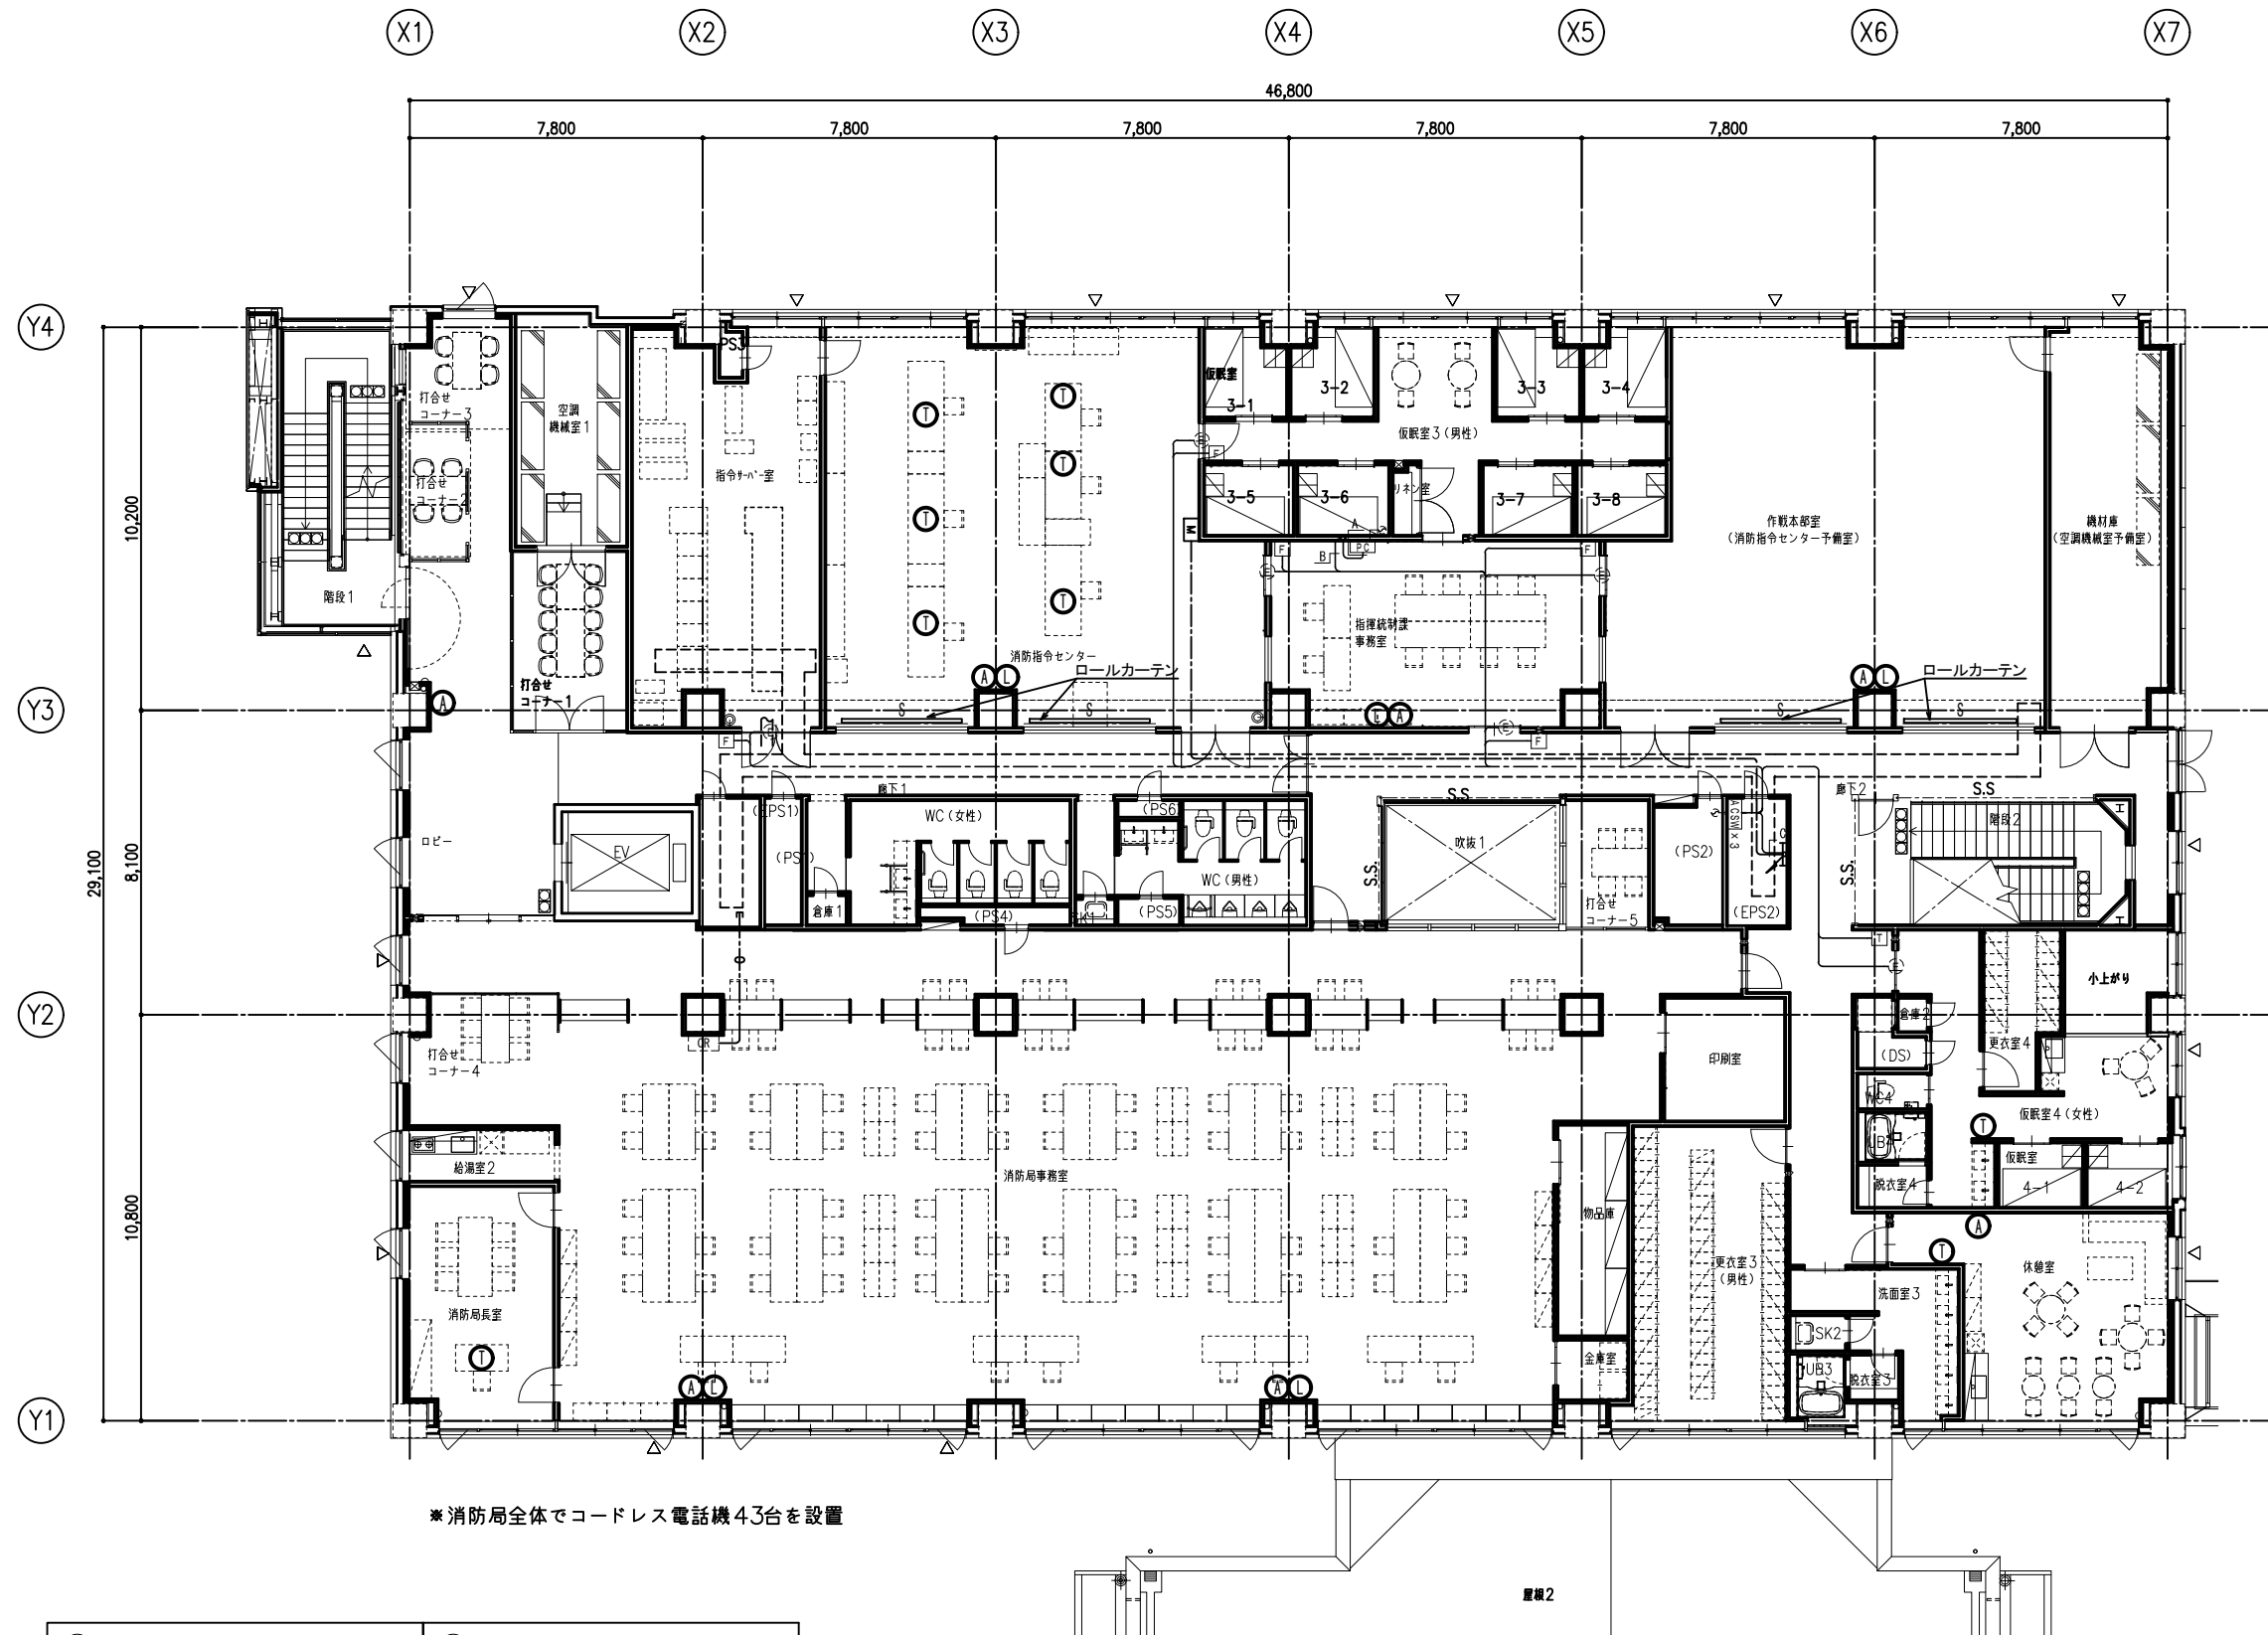 X1 X2 X3 X4 X5 X6 X7
46,800
7,800 7,800 7,800 7,800 7,800 7,800
Y4
Y3
Y2
Y1
29,100
10,200
8,100
10,800
打合せ
コーナー3
打合せ
コーナー2
空調
機械室1
階段1
打合せ
コーナー1
PS3
指令サーバー室
消防指令センター
ロールカーテン
T
T
T
T
T
T
A L
A
S
S
仮眠室
3-1
3-2
3-3
3-4
仮眠室3(男性)
3-5
3-6
リネン室
3-7
3-8
M
F
A
B
PC
F
F
指揮統制課
事務室
L A
F
F
作戦本部室
(消防指令センター予備室)
機材庫
(空調機械室予備室)
A L
ロールカーテン
S
S
廊下1
廊下2
ロビー
EV
(EPS1)
(PS1)
倉庫1
WC(女性)
(PS4)
(PS6)
SK1
(PS5)
WC(男性)
S.S
S.S.
吹抜1
打合せ
コーナー5
(PS2)
ACSW×3
(EPS2)
S.S
S.S.
階段2
T
小上がり
倉庫2
(DS)
更衣室4
WC4
仮眠室4(女性)
UB4
脱衣室4
仮眠室
4-1
4-2
T
A
T
打合せ
コーナー4
CR
給湯室2
消防局事務室
消防局長室
T
印刷室
物品庫
更衣室3
(男性)
金庫室
洗面室3
SK2
UB3
脱衣室3
休憩室
A L
A L
※消防局全体でコードレス電話機43台を設置
屋根2